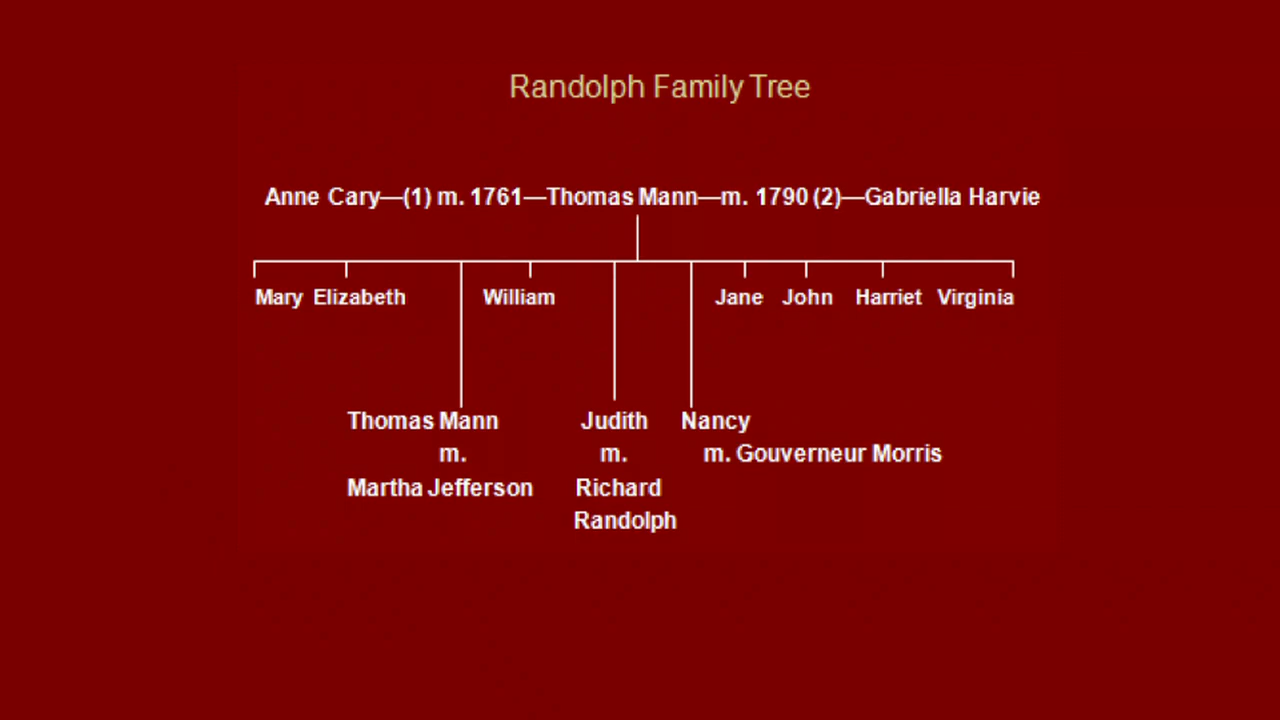 Randolph Family Tree
Anne Cary—(1) m. 1761—Thomas Mann—m. 1790 (2)—Gabriella Harvie
Mary Elizabeth William Jane John Harriet Virginia
Thomas Mann Judith Nancy
m. m. m. Gouverneur Morris
Martha Jefferson Richard
Randolph